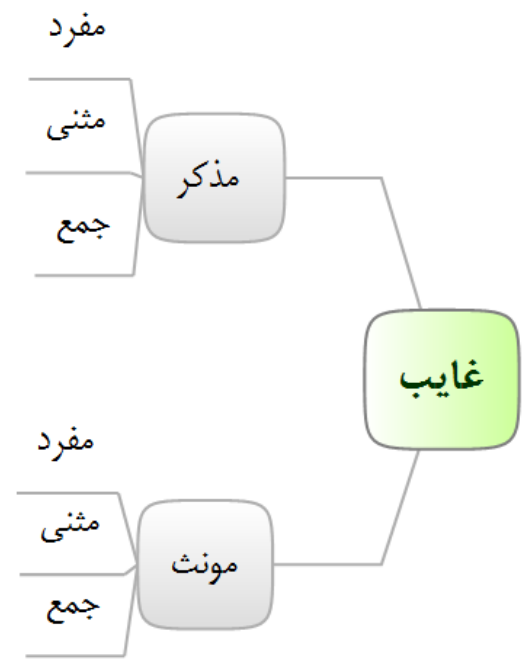 غایب
مذکر
مفرد
مثنی
جمع
مونث
مفرد
مثنی
جمع